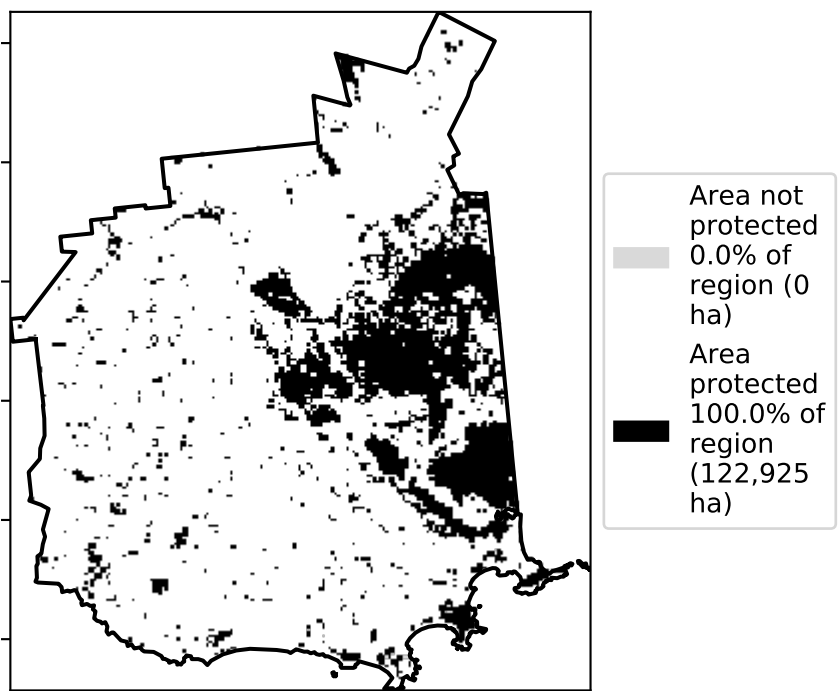 Area not
protected
0.0% of
region (0
ha)
Area
protected
100.0% of
region
(122,925
ha)